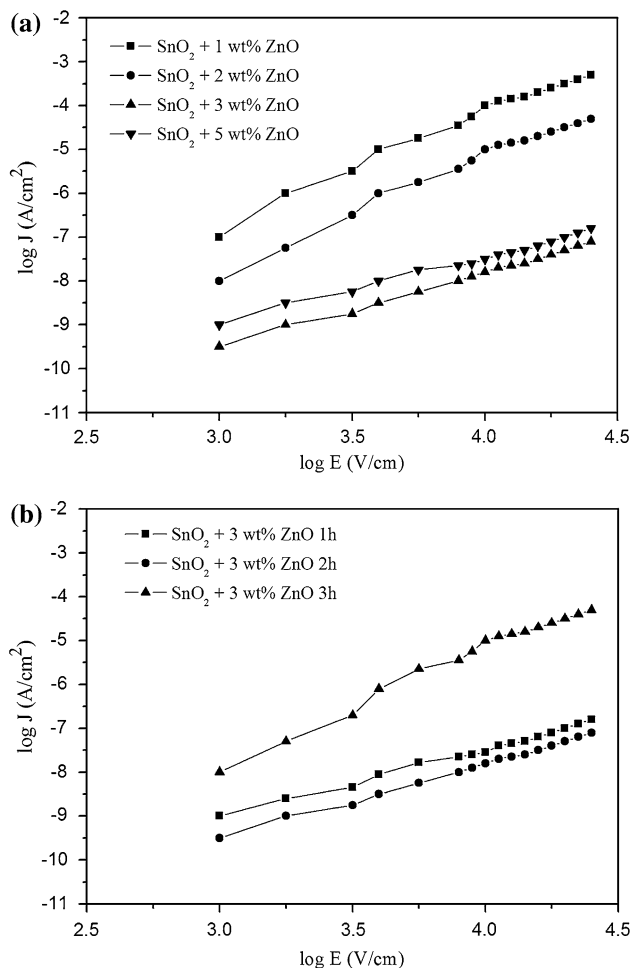 (a)
SnO₂ + 1 wt% ZnO
SnO₂ + 2 wt% ZnO
SnO₂ + 3 wt% ZnO
SnO₂ + 5 wt% ZnO
-2
-3
-4
-5
-6
-7
-8
-9
-10
-11
log J (A/cm²)
2.5 3.0 3.5 4.0 4.5
log E (V/cm)
(b)
SnO₂ + 3 wt% ZnO 1h
SnO₂ + 3 wt% ZnO 2h
SnO₂ + 3 wt% ZnO 3h
-2
-3
-4
-5
-6
-7
-8
-9
-10
-11
log J (A/cm²)
2.5 3.0 3.5 4.0 4.5
log E (V/cm)